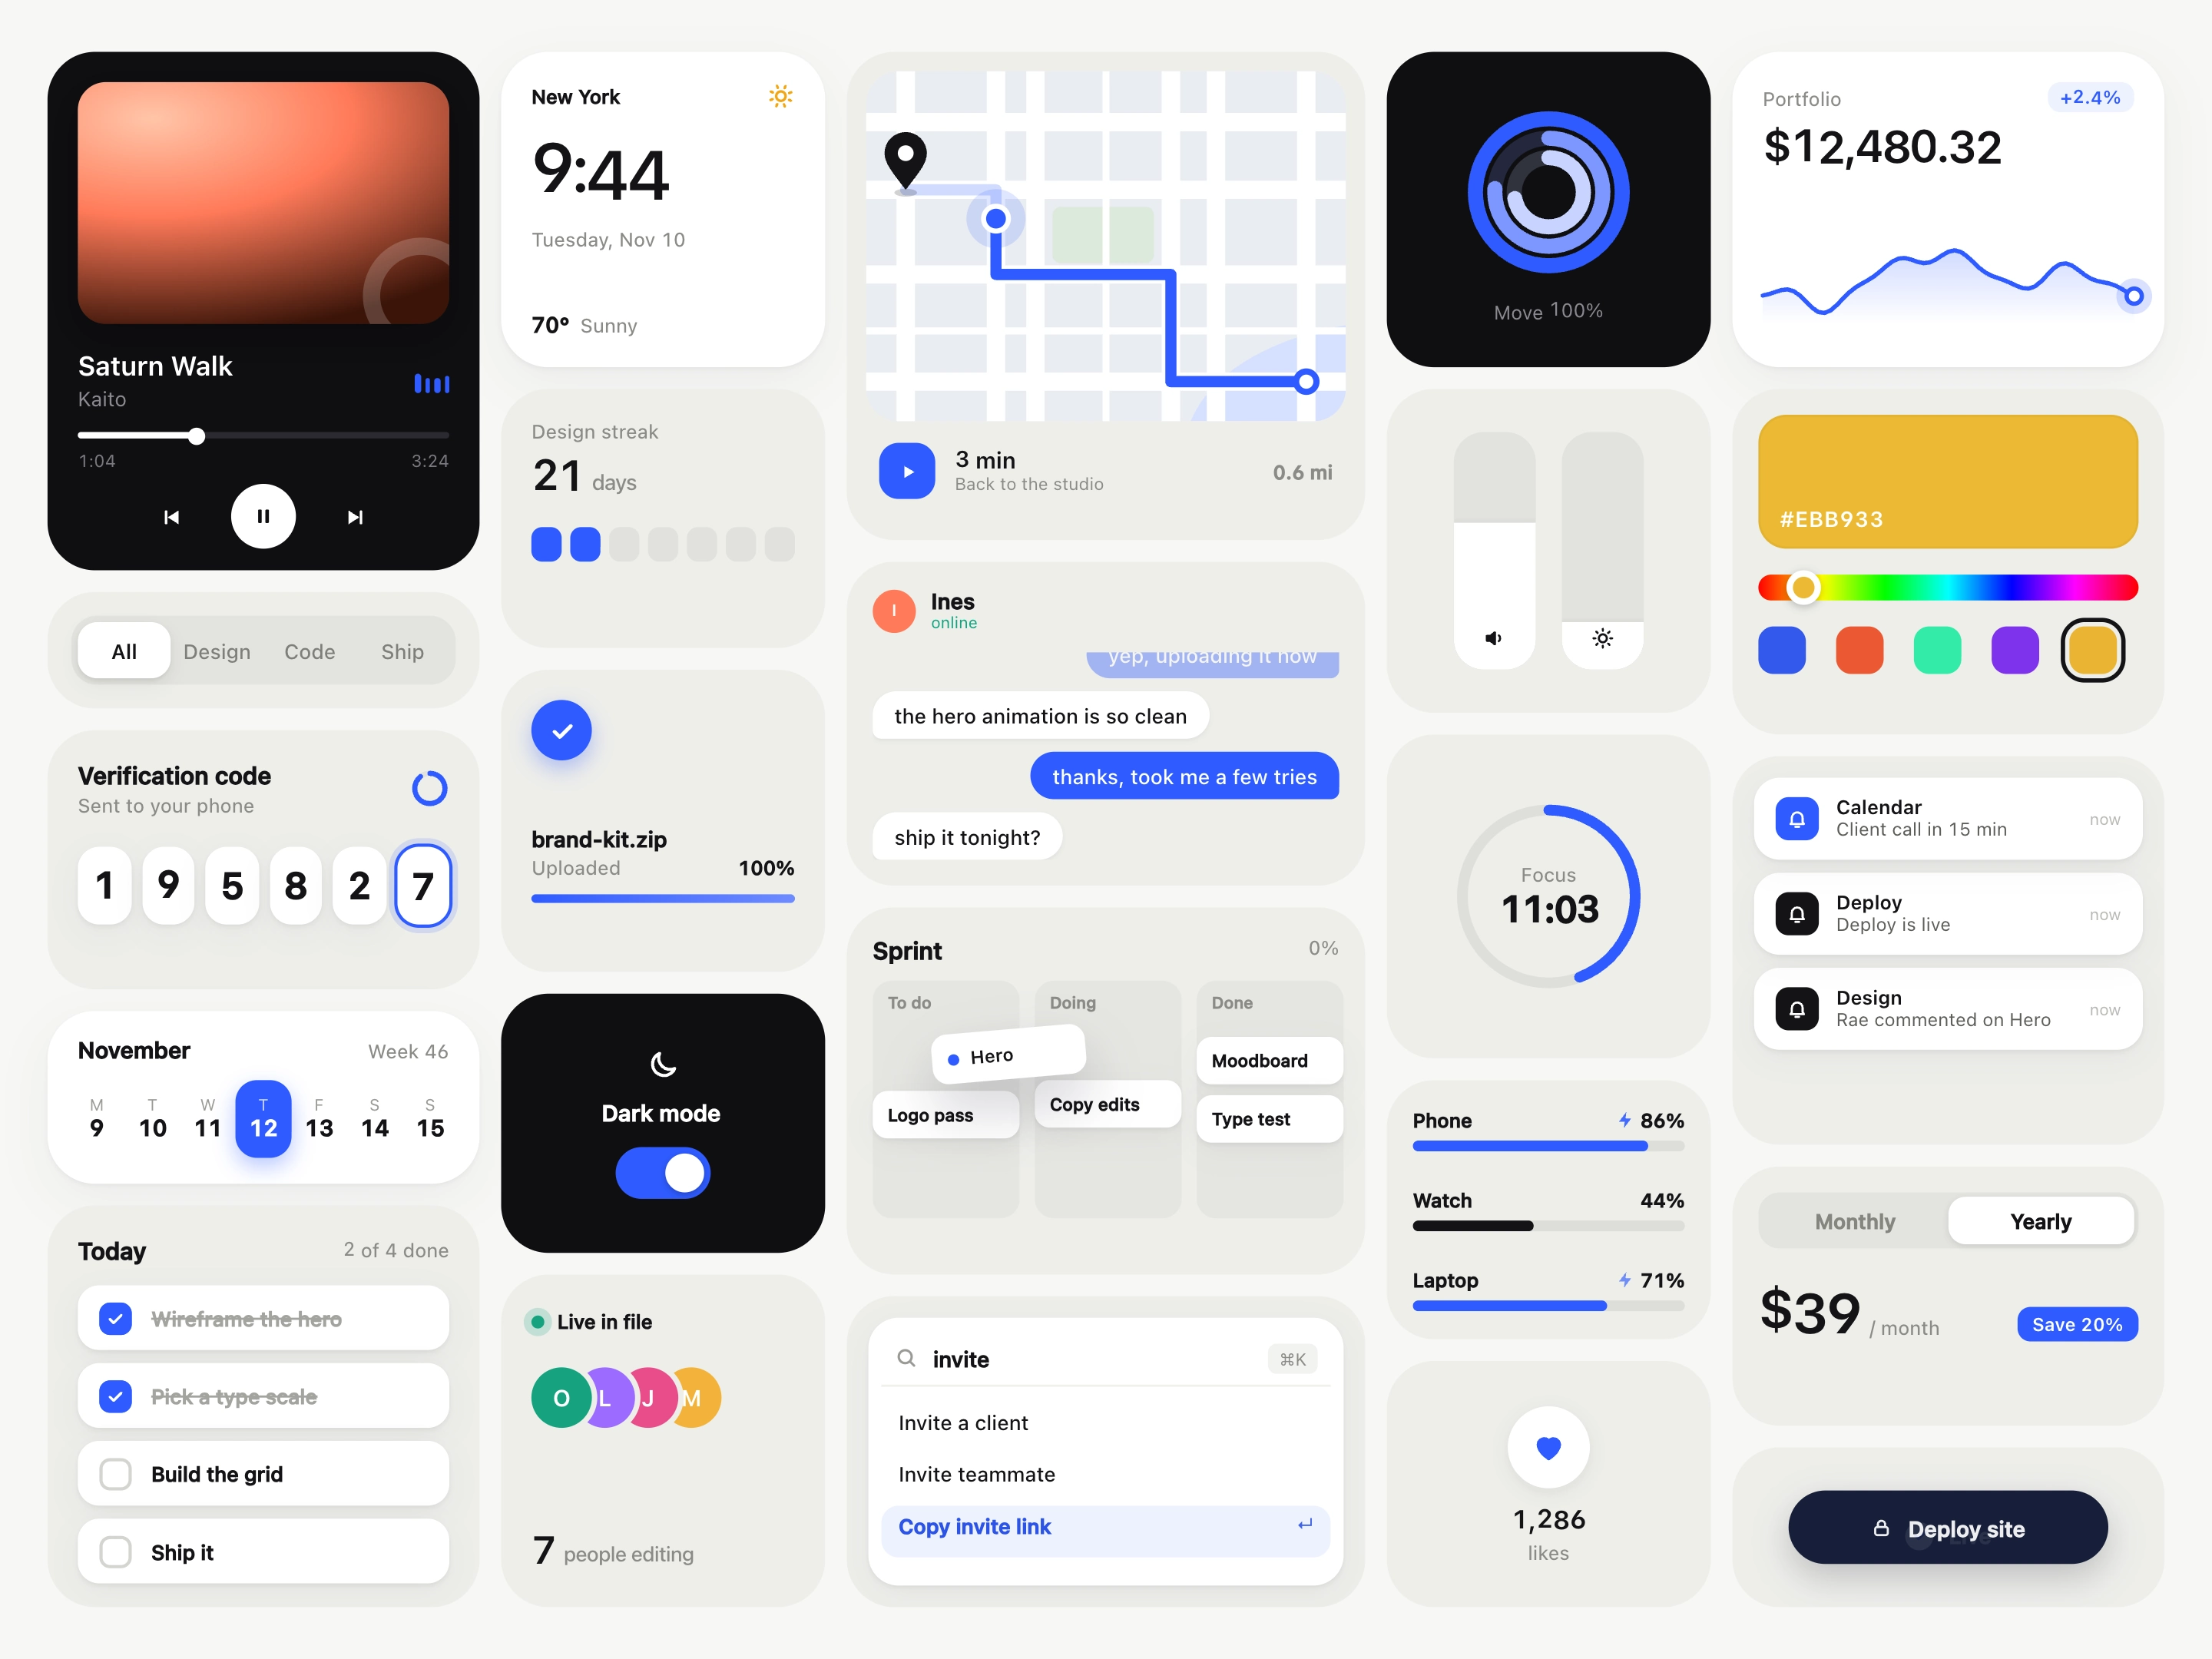 Saturn Walk
Kaito
1:04 3:24
All Design Code Ship
Verification code
Sent to your phone
1 9 5 8 2 7
November Week 46
M T W T F S S
9 10 11 12 13 14 15
Today 2 of 4 done
Wireframe the hero
Pick a type scale
Build the grid
Ship it
New York
9:44
Tuesday, Nov 10
70° Sunny
Design streak
21 days
brand-kit.zip
Uploaded 100%
Dark mode
Live in file
O L J M
7 people editing
3 min
Back to the studio
0.6 mi
I
Ines
online
yep, uploading it now
the hero animation is so clean
thanks, took me a few tries
ship it tonight?
Sprint 0%
To do Doing Done
Hero
Logo pass
Copy edits
Moodboard
Type test
invite ⌘K
Invite a client
Invite teammate
Copy invite link
Move 100%
Focus
11:03
Phone 86%
Watch 44%
Laptop 71%
1,286
likes
Portfolio +2.4%
$12,480.32
#EBB933
Calendar
Client call in 15 min
now
Deploy
Deploy is live
now
Design
Rae commented on Hero
now
Monthly Yearly
$39 / month Save 20%
Deploy site